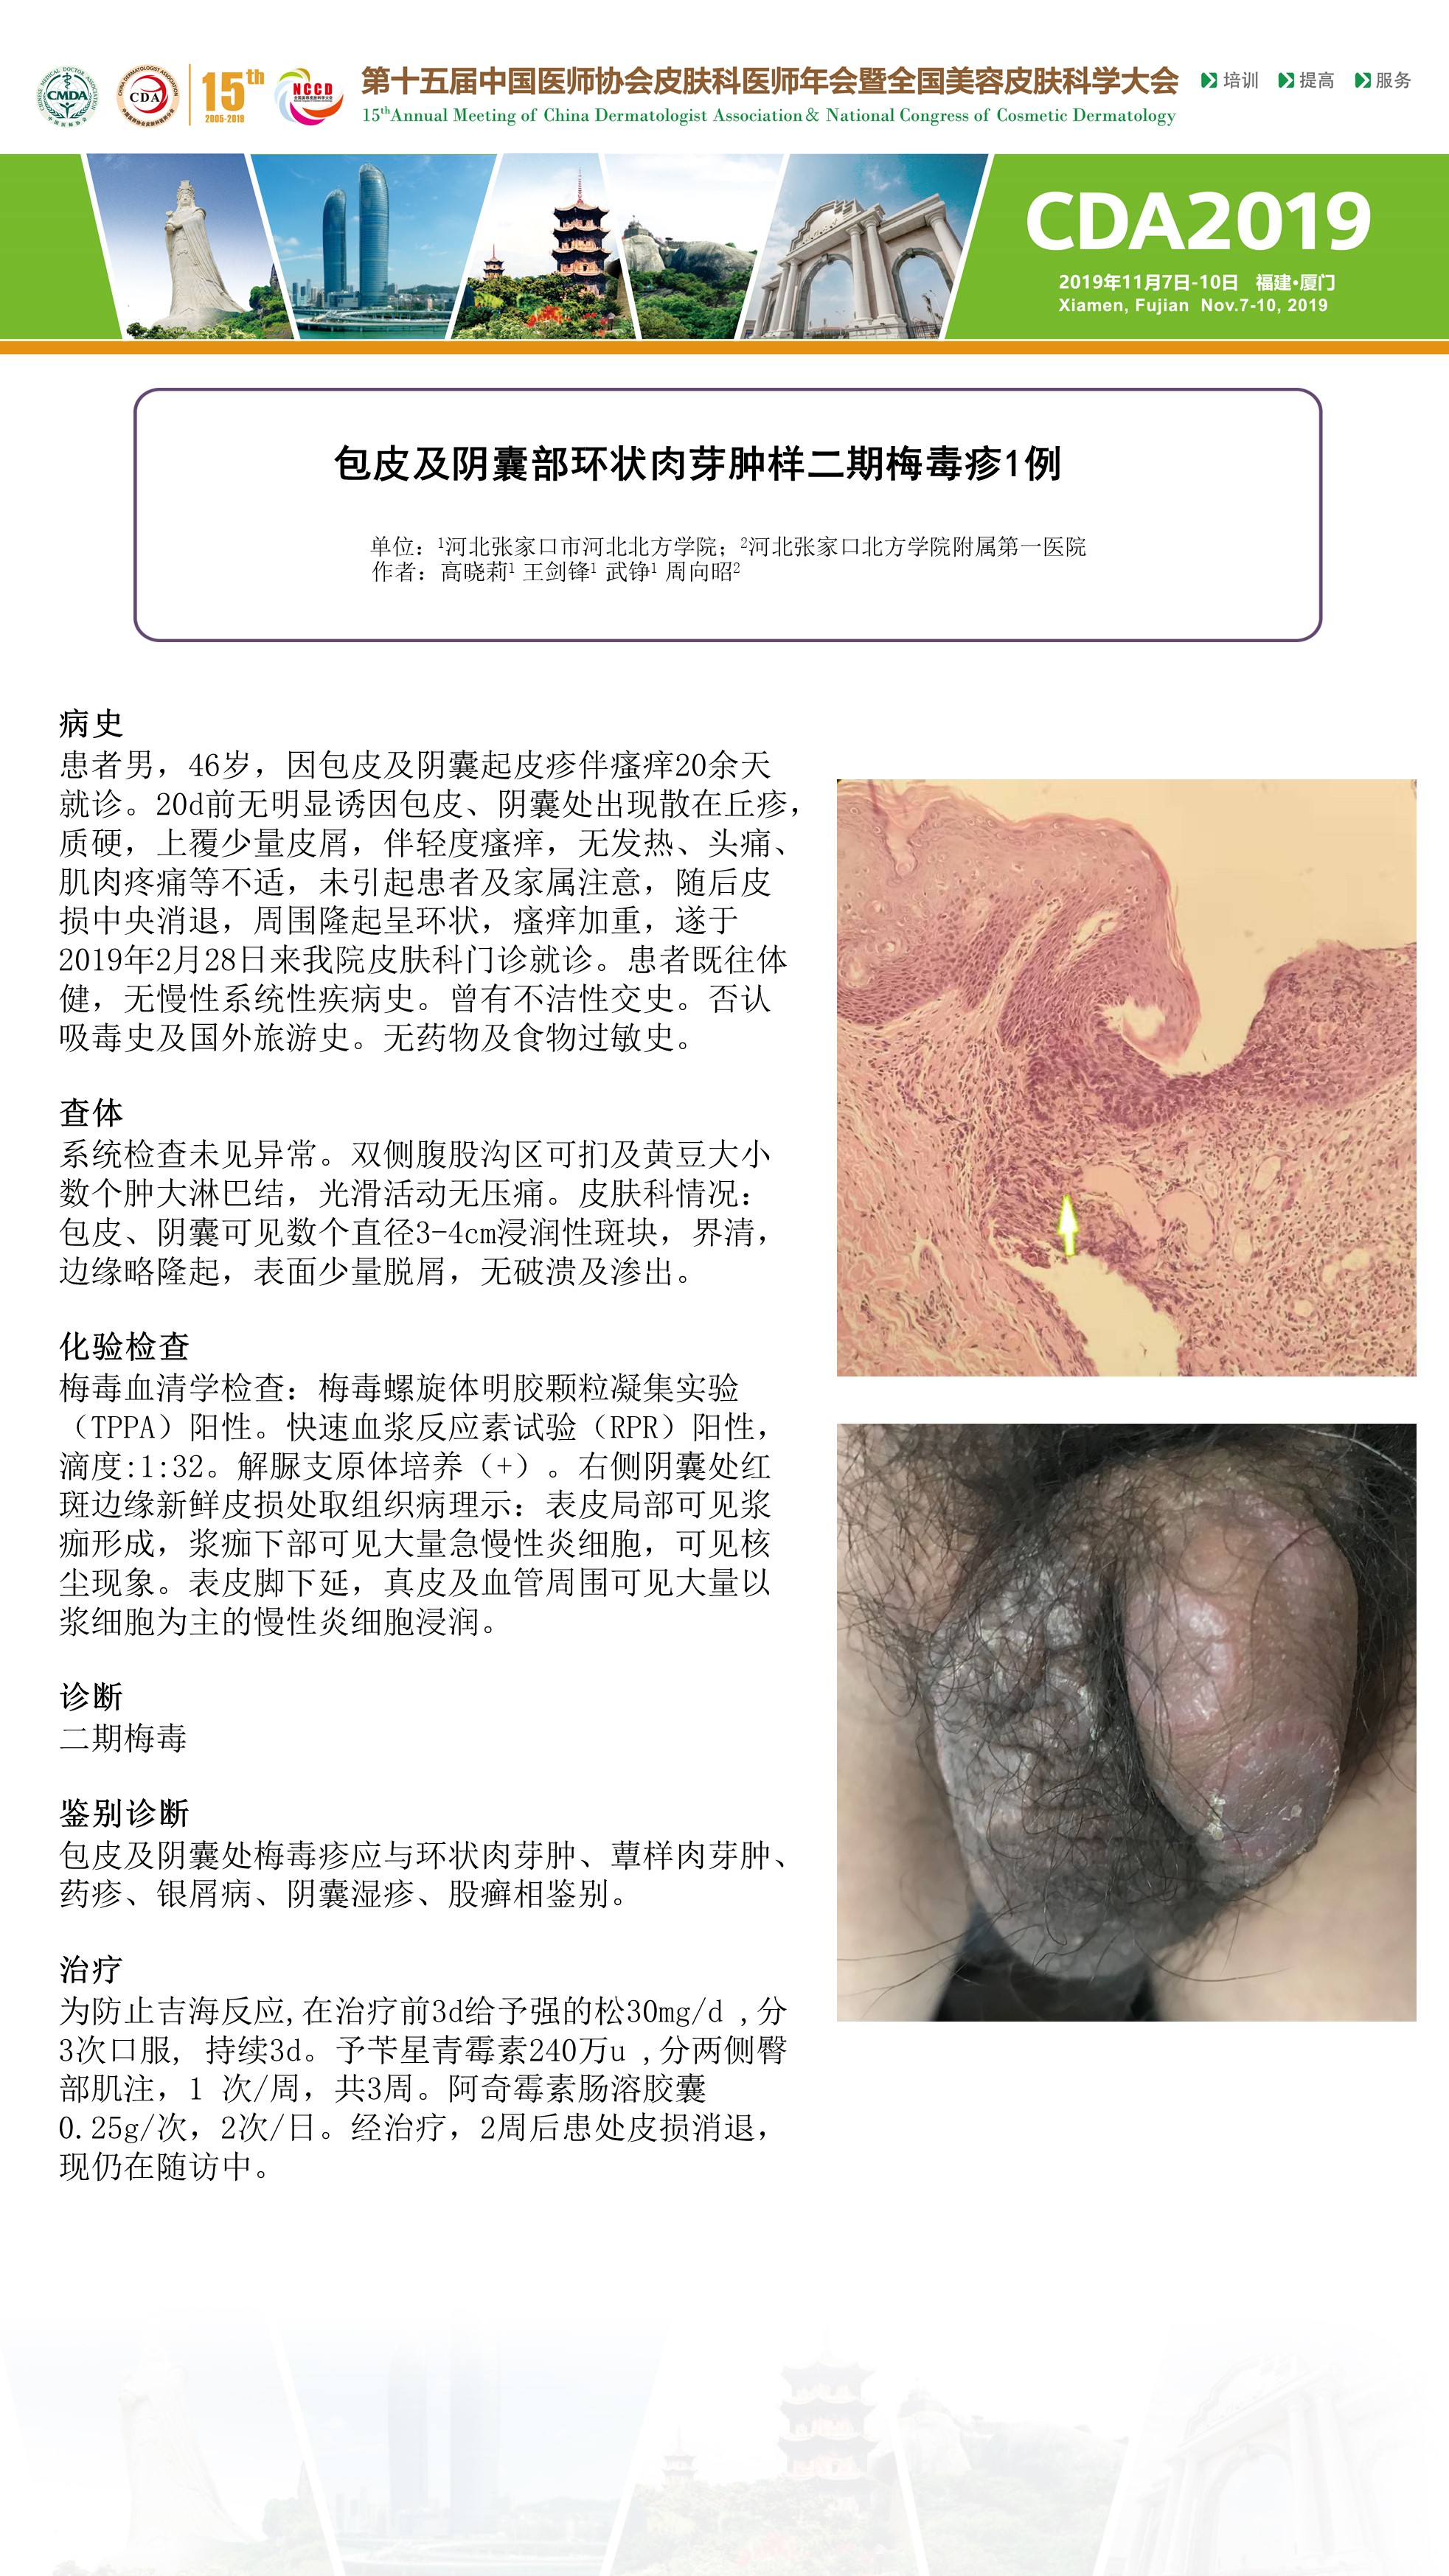 CMDA
CHINESE MEDICAL DOCTOR ASSOCIATION
中国医师协会
CDA
CHINA DERMATOLOGIST ASSOCIATION
15th
2005-2019
NCCD
第十五届中国医师协会皮肤科医师年会暨全国美容皮肤科学大会
15thAnnual Meeting of China Dermatologist Association& National Congress of Cosmetic Dermatology
培训 提高 服务
CDA2019
2019年11月7日-10日 福建•厦门
Xiamen, Fujian Nov.7-10, 2019
包皮及阴囊部环状肉芽肿样二期梅毒疹1例
单位：1河北张家口市河北北方学院；2河北张家口北方学院附属第一医院
作者：高晓莉1 王剑锋1 武铮1 周向昭2
病史
患者男，46岁，因包皮及阴囊起皮疹伴瘙痒20余天
就诊。20d前无明显诱因包皮、阴囊处出现散在丘疹，
质硬，上覆少量皮屑，伴轻度瘙痒，无发热、头痛、
肌肉疼痛等不适，未引起患者及家属注意，随后皮
损中央消退，周围隆起呈环状，瘙痒加重，遂于
2019年2月28日来我院皮肤科门诊就诊。患者既往体
健，无慢性系统性疾病史。曾有不洁性交史。否认
吸毒史及国外旅游史。无药物及食物过敏史。
查体
系统检查未见异常。双侧腹股沟区可扪及黄豆大小
数个肿大淋巴结，光滑活动无压痛。皮肤科情况：
包皮、阴囊可见数个直径3-4cm浸润性斑块，界清，
边缘略隆起，表面少量脱屑，无破溃及渗出。
化验检查
梅毒血清学检查：梅毒螺旋体明胶颗粒凝集实验
（TPPA）阳性。快速血浆反应素试验（RPR）阳性，
滴度:1:32。解脲支原体培养（+）。右侧阴囊处红
斑边缘新鲜皮损处取组织病理示：表皮局部可见浆
痂形成，浆痂下部可见大量急慢性炎细胞，可见核
尘现象。表皮脚下延，真皮及血管周围可见大量以
浆细胞为主的慢性炎细胞浸润。
诊断
二期梅毒
鉴别诊断
包皮及阴囊处梅毒疹应与环状肉芽肿、蕈样肉芽肿、
药疹、银屑病、阴囊湿疹、股癣相鉴别。
治疗
为防止吉海反应,在治疗前3d给予强的松30mg/d ,分
3次口服, 持续3d。予苄星青霉素240万u ,分两侧臀
部肌注，1 次/周，共3周。阿奇霉素肠溶胶囊
0.25g/次，2次/日。经治疗，2周后患处皮损消退，
现仍在随访中。